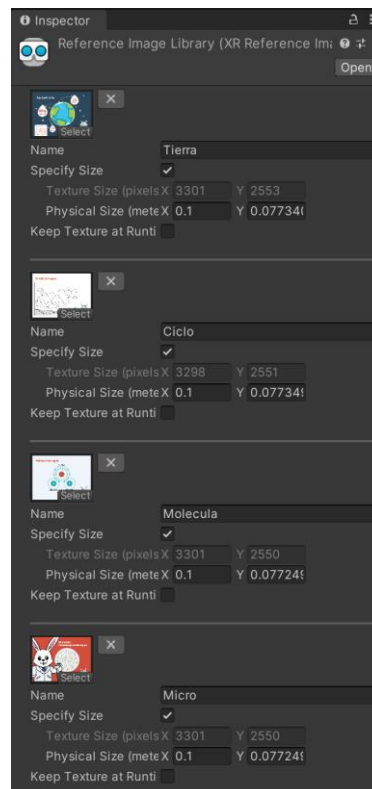 Inspector
Reference Image Library (XR Reference Ima
Open
Select
Name Tierra
Specify Size
Texture Size (pixels X 3301 Y 2553
Physical Size (mete X 0.1 Y 0.07734
Keep Texture at Runti
Select
Name Ciclo
Specify Size
Texture Size (pixels X 3298 Y 2551
Physical Size (mete X 0.1 Y 0.077349
Keep Texture at Runti
Select
Name Molecula
Specify Size
Texture Size (pixels X 3301 Y 2550
Physical Size (mete X 0.1 Y 0.077249
Keep Texture at Runti
Select
Name Micro
Specify Size
Texture Size (pixels X 3301 Y 2550
Physical Size (mete X 0.1 Y 0.077249
Keep Texture at Runti